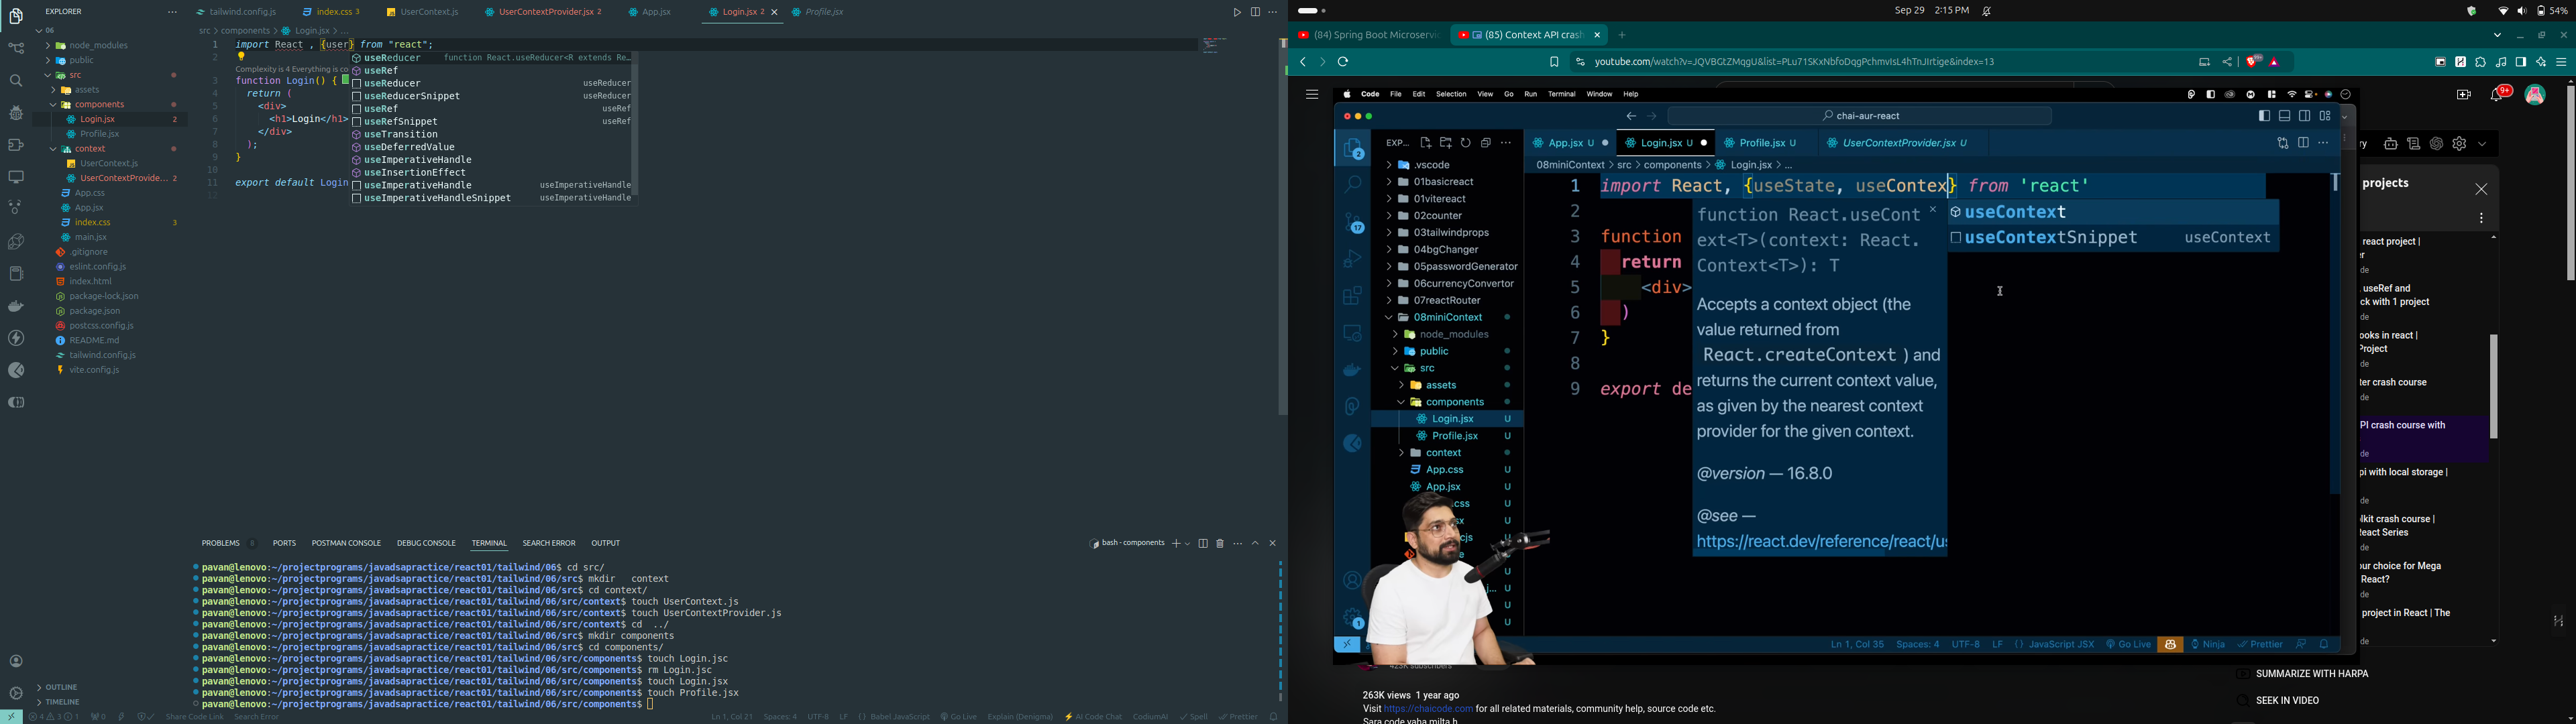 EXPLORER
06
node_modules
public
src
assets
components
Login.jsx 2
Profile.jsx
context
UserContext.js
UserContextProvide... 2
App.css
App.jsx
index.css 3
main.jsx
.gitignore
eslint.config.js
index.html
package-lock.json
package.json
postcss.config.js
README.md
tailwind.config.js
vite.config.js
OUTLINE
TIMELINE
tailwind.config.js
index.css 3
UserContext.js
UserContextProvider.jsx 2
App.jsx
Login.jsx 2
Profile.jsx
src > components > Login.jsx > ...
1 import React , {user} from "react";
2
Complexity is 4 Everything is co
3 function Login() {
4 return (
5 <div>
6 <h1>Login</h1>
7 </div>
8 );
9 }
10
11 export default Login
12
useReducer function React.useReducer<R extends Re...
useRef
useReducer useReducer
useReducerSnippet useReducer
useRef useRef
useRefSnippet useRef
useTransition
useDeferredValue
useImperativeHandle
useInsertionEffect
useImperativeHandle useImperativeHandle
useImperativeHandleSnippet useImperativeHandle
PROBLEMS 8 PORTS POSTMAN CONSOLE DEBUG CONSOLE TERMINAL SEARCH ERROR OUTPUT
bash - components
pavan@lenovo:~/projectprograms/javadsapractice/react01/tailwind/06$ cd src/
pavan@lenovo:~/projectprograms/javadsapractice/react01/tailwind/06/src$ mkdir   context
pavan@lenovo:~/projectprograms/javadsapractice/react01/tailwind/06/src$ cd context/
pavan@lenovo:~/projectprograms/javadsapractice/react01/tailwind/06/src/context$ touch UserContext.js
pavan@lenovo:~/projectprograms/javadsapractice/react01/tailwind/06/src/context$ touch UserContextProvider.js
pavan@lenovo:~/projectprograms/javadsapractice/react01/tailwind/06/src/context$ cd  ../
pavan@lenovo:~/projectprograms/javadsapractice/react01/tailwind/06/src$ mkdir components
pavan@lenovo:~/projectprograms/javadsapractice/react01/tailwind/06/src$ cd components/
pavan@lenovo:~/projectprograms/javadsapractice/react01/tailwind/06/src/components$ touch Login.jsc
pavan@lenovo:~/projectprograms/javadsapractice/react01/tailwind/06/src/components$ rm Login.jsc
pavan@lenovo:~/projectprograms/javadsapractice/react01/tailwind/06/src/components$ touch Login.jsx
pavan@lenovo:~/projectprograms/javadsapractice/react01/tailwind/06/src/components$ touch Profile.jsx
pavan@lenovo:~/projectprograms/javadsapractice/react01/tailwind/06/src/components$
4 3 1 0 Share Code Link Search Error Ln 1, Col 21 Spaces: 4 UTF-8 LF {} Babel JavaScript Go Live Explain (Denigma) AI Code Chat CodiumAI Spell Prettier
Sep 29 2:15 PM 54%
(84) Spring Boot Microservic
(85) Context API crash
youtube.com/watch?v=JQVBGtZMqgU&list=PLu71SKxNbfoDqgPchmvIsL4hTnJIrtige&index=13
9+
Code File Edit Selection View Go Run Terminal Window Help
chai-aur-react
EXP...
App.jsx U
Login.jsx U
Profile.jsx U
UserContextProvider.jsx U
08miniContext > src > components > Login.jsx > ...
.vscode
01basicreact
01vitereact
02counter
03tailwindprops
04bgChanger
05passwordGenerator
06currencyConvertor
07reactRouter
08miniContext
node_modules
public
src
assets
components
Login.jsx U
Profile.jsx U
context
App.css U
App.jsx U
1 import React, {useState, useContex} from 'react'
2
3 function
4 return
5 <div>
6 )
7 }
8
9 export de
function React.useCont
ext<T>(context: React.
Context<T>): T
Accepts a context object (the
value returned from
React.createContext ) and
returns the current context value,
as given by the nearest context
provider for the given context.
@version — 16.8.0
@see —
https://react.dev/reference/react/us
useContext
useContextSnippet useContext
Ln 1, Col 35 Spaces: 4 UTF-8 LF {} JavaScript JSX Go Live Ninja Prettier
ry
projects
react project |
er
de
useRef and
ck with 1 project
de
ooks in react |
Project
de
ter crash course
de
PI crash course with
pi with local storage |
de
olkit crash course |
React Series
de
our choice for Mega
React?
de
project in React | The
de
423K subscribers
263K views 1 year ago
Visit https://chaicode.com for all related materials, community help, source code etc.
Sara code yaha milta h
SUMMARIZE WITH HARPA
SEEK IN VIDEO